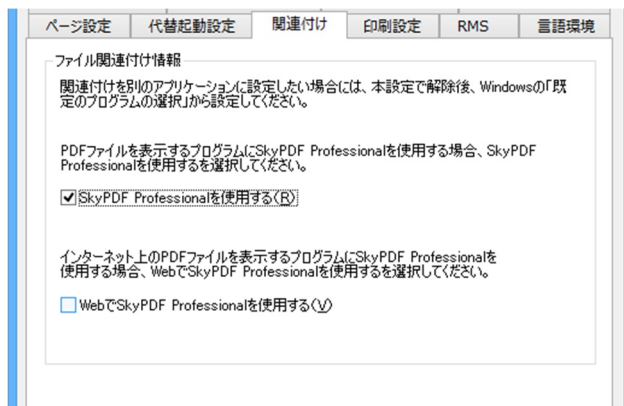 ページ設定 代替起動設定 関連付け 印刷設定 RMS 言語環境
ファイル関連付け情報
関連付けを別のアプリケーションに設定したい場合には、本設定で解除後、Windowsの「既
定のプログラムの選択」から設定してください。
PDFファイルを表示するプログラムにSkyPDF Professionalを使用する場合、SkyPDF
Professionalを使用するを選択してください。
SkyPDF Professionalを使用する(R)
インターネット上のPDFファイルを表示するプログラムにSkyPDF Professionalを
使用する場合、WebでSkyPDF Professionalを使用するを選択してください。
WebでSkyPDF Professionalを使用する(V)